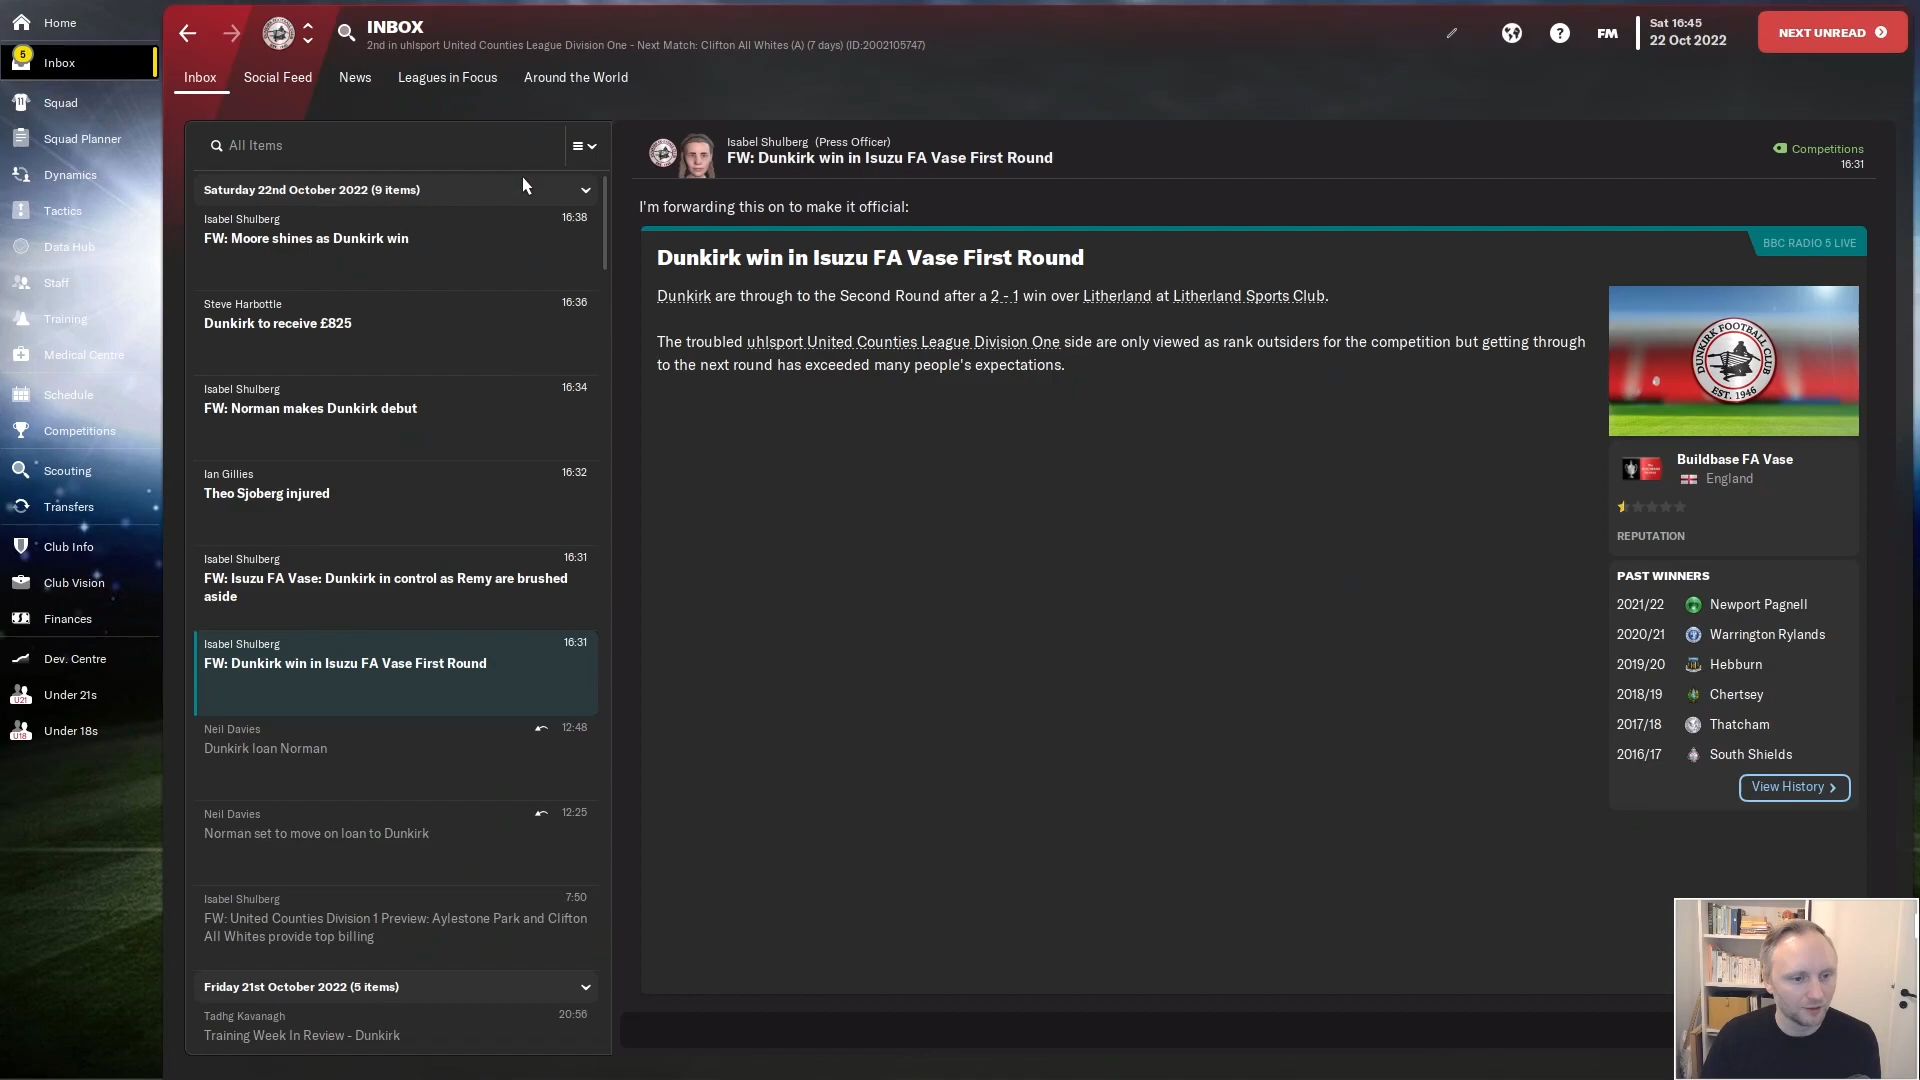 Home
5
Inbox
Squad
Squad Planner
Dynamics
Tactics
Data Hub
Staff
Training
Medical Centre
Schedule
Competitions
Scouting
Transfers
Club Info
Club Vision
Finances
Dev. Centre
U21
Under 21s
U18
Under 18s
INBOX
2nd in uhlsport United Counties League Division One - Next Match: Clifton All Whites (A) (7 days) (ID:2002105747)
FM
Sat 16:45
22 Oct 2022
NEXT UNREAD
Inbox
Social Feed
News
Leagues in Focus
Around the World
All Items
Saturday 22nd October 2022 (9 items)
Isabel Shulberg 16:38
FW: Moore shines as Dunkirk win
Steve Harbottle 16:36
Dunkirk to receive £825
Isabel Shulberg 16:34
FW: Norman makes Dunkirk debut
Ian Gillies 16:32
Theo Sjoberg injured
Isabel Shulberg 16:31
FW: Isuzu FA Vase: Dunkirk in control as Remy are brushed
aside
Isabel Shulberg 16:31
FW: Dunkirk win in Isuzu FA Vase First Round
Neil Davies 12:48
Dunkirk loan Norman
Neil Davies 12:25
Norman set to move on loan to Dunkirk
Isabel Shulberg 7:50
FW: United Counties Division 1 Preview: Aylestone Park and Clifton
All Whites provide top billing
Friday 21st October 2022 (5 items)
Tadhg Kavanagh 20:56
Training Week In Review - Dunkirk
Isabel Shulberg (Press Officer)
FW: Dunkirk win in Isuzu FA Vase First Round
Competitions
16:31
I'm forwarding this on to make it official:
BBC RADIO 5 LIVE
Dunkirk win in Isuzu FA Vase First Round
Dunkirk are through to the Second Round after a 2 - 1 win over Litherland at Litherland Sports Club.
The troubled uhlsport United Counties League Division One side are only viewed as rank outsiders for the competition but getting through
to the next round has exceeded many people's expectations.
DUNKIRK FOOTBALL CLUB
EST. 1946
Buildbase FA Vase
England
REPUTATION
PAST WINNERS
2021/22 Newport Pagnell
2020/21 Warrington Rylands
2019/20 Hebburn
2018/19 Chertsey
2017/18 Thatcham
2016/17 South Shields
View History